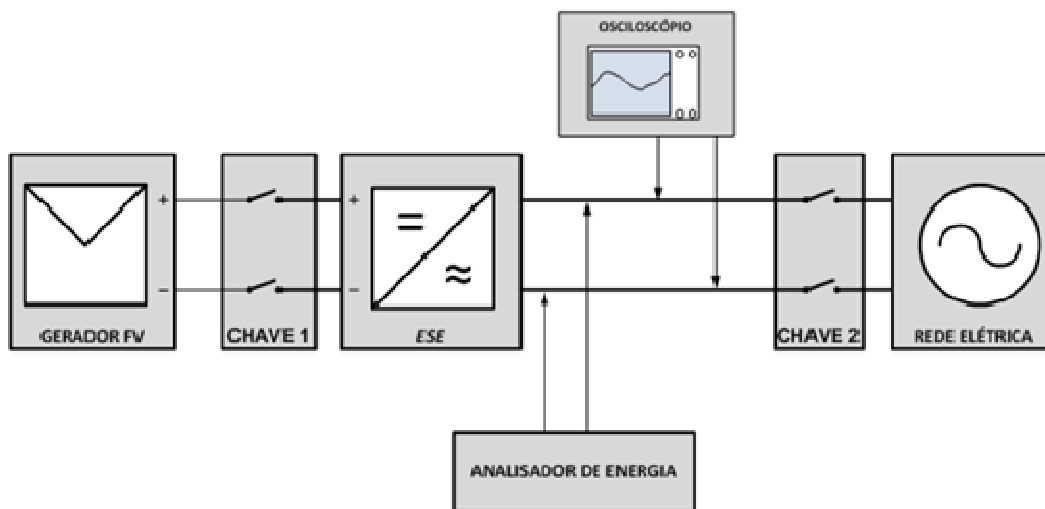 OSCILOSCÓPIO
+
+
−
−
GERADOR FV
CHAVE 1
ESE
CHAVE 2
REDE ELÉTRICA
ANALISADOR DE ENERGIA